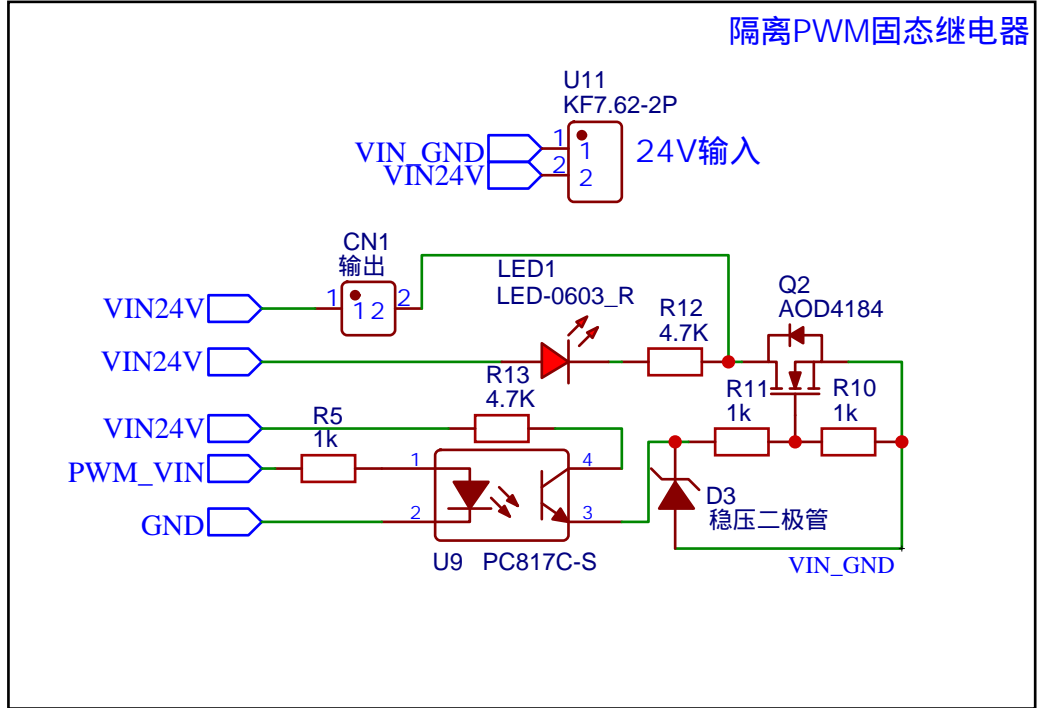 隔离PWM固态继电器
U11
KF7.62-2P
VIN_GND
1
1
24V输入
VIN24V
2
2
CN1
输出
LED1
LED-0603_R
Q2
AOD4184
VIN24V
1
1 2
2
R12
4.7K
VIN24V
R13
4.7K
R11
1k
R10
1k
VIN24V
R5
1k
PWM_VIN
1
4
GND
2
3
D3
稳压二极管
U9 PC817C-S
VIN_GND